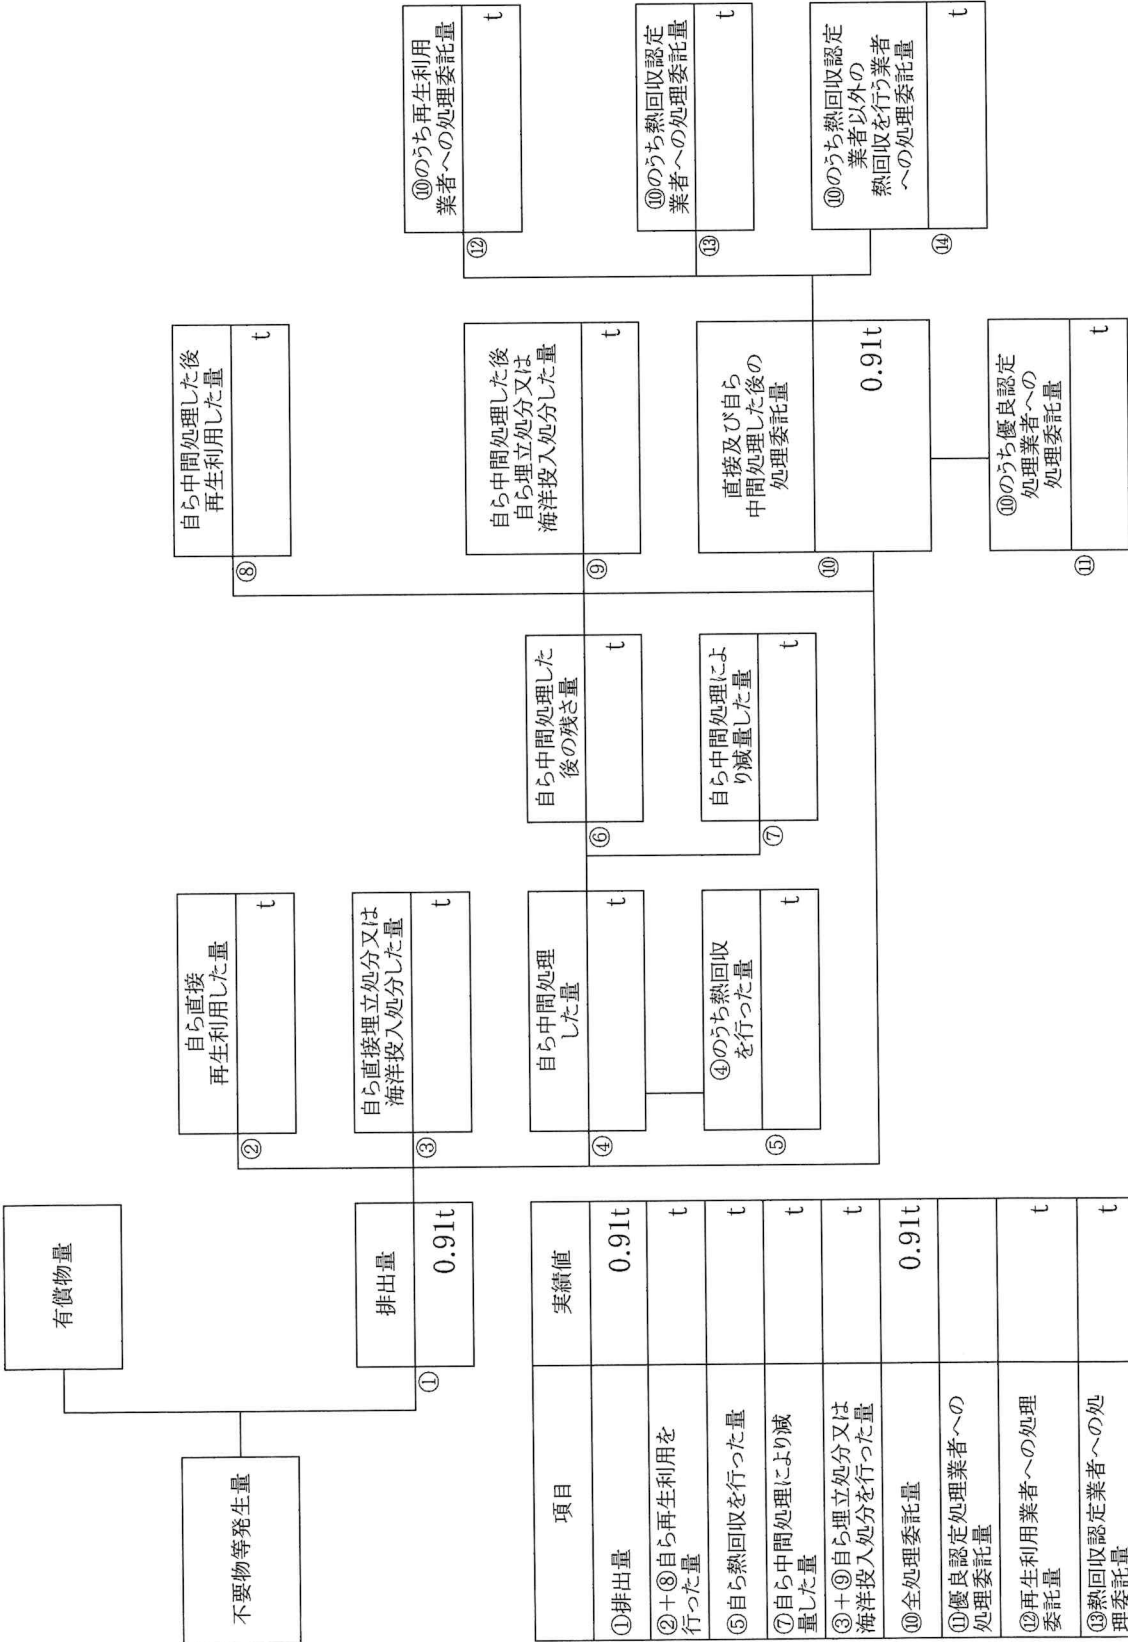 不要物等発生量
有償物量
①
排出量
0.91t
②
自ら直接
再生利用した量
t
③
自ら直接埋立処分又は
海洋投入処分した量
t
④
自ら中間処理
した量
t
⑤
④のうち熱回収
を行った量
t
⑥
自ら中間処理した
後の残さ量
t
⑦
自ら中間処理によ
り減量した量
t
⑧
自ら中間処理した後
再生利用した量
t
⑨
自ら中間処理した後
自ら埋立処分又は
海洋投入処分した量
t
⑩
直接及び自ら
中間処理した後の
処理委託量
0.91t
⑪
⑩のうち優良認定
処理業者への
処理委託量
t
⑫
⑩のうち再生利用
業者への処理委託量
t
⑬
⑩のうち熱回収認定
業者への処理委託量
t
⑭
⑩のうち熱回収認定
業者以外の
熱回収を行う業者
への処理委託量
t
項目
実績値
①排出量
0.91t
②+⑧自ら再生利用を
行った量
t
⑤自ら熱回収を行った量
t
⑦自ら中間処理により減
量した量
t
③+⑨自ら埋立処分又は
海洋投入処分を行った量
t
⑩全処理委託量
0.91t
⑪優良認定処理業者への
処理委託量
⑫再生利用業者への処理
委託量
t
⑬熱回収認定業者への処
理委託量
t